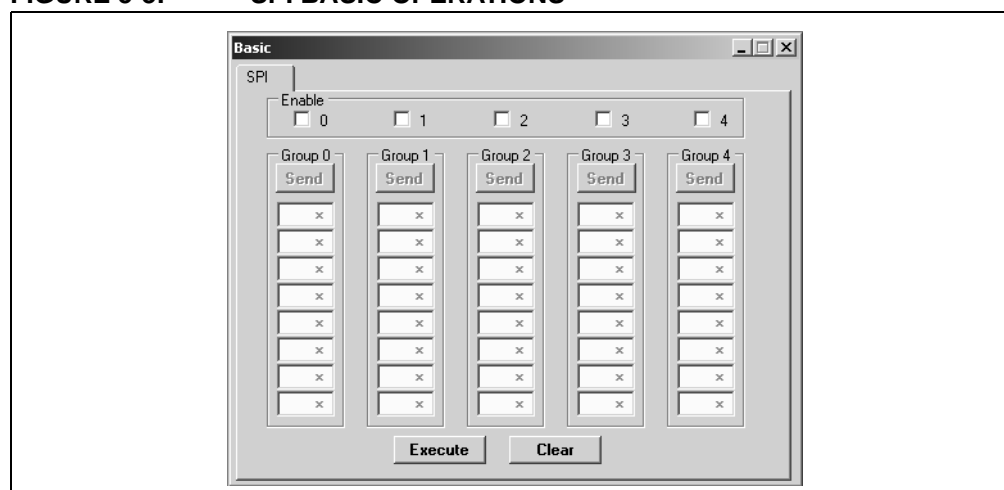 Basic
SPI
Enable
0 1 2 3 4
Group 0 Group 1 Group 2 Group 3 Group 4
Send Send Send Send Send
x x x x x
x x x x x
x x x x x
x x x x x
x x x x x
x x x x x
x x x x x
x x x x x
Execute Clear